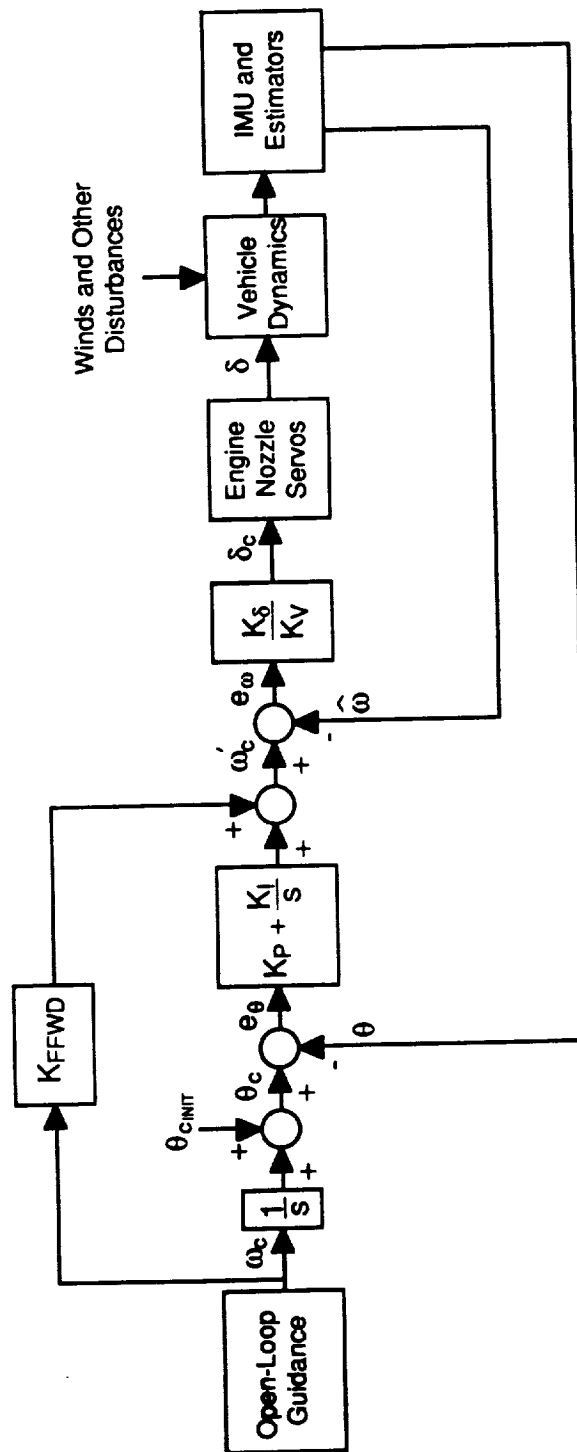 Open-Loop
Guidance
ωc
1
s
θCINIT
+
+
θc
+
-
θ
eθ
KFFWD
KP + KI
s
+
+
ωc'
+
-
ω̂
eω
Kδ
KV
δc
Engine
Nozzle
Servos
δ
Winds and Other
Disturbances
Vehicle
Dynamics
IMU and
Estimators